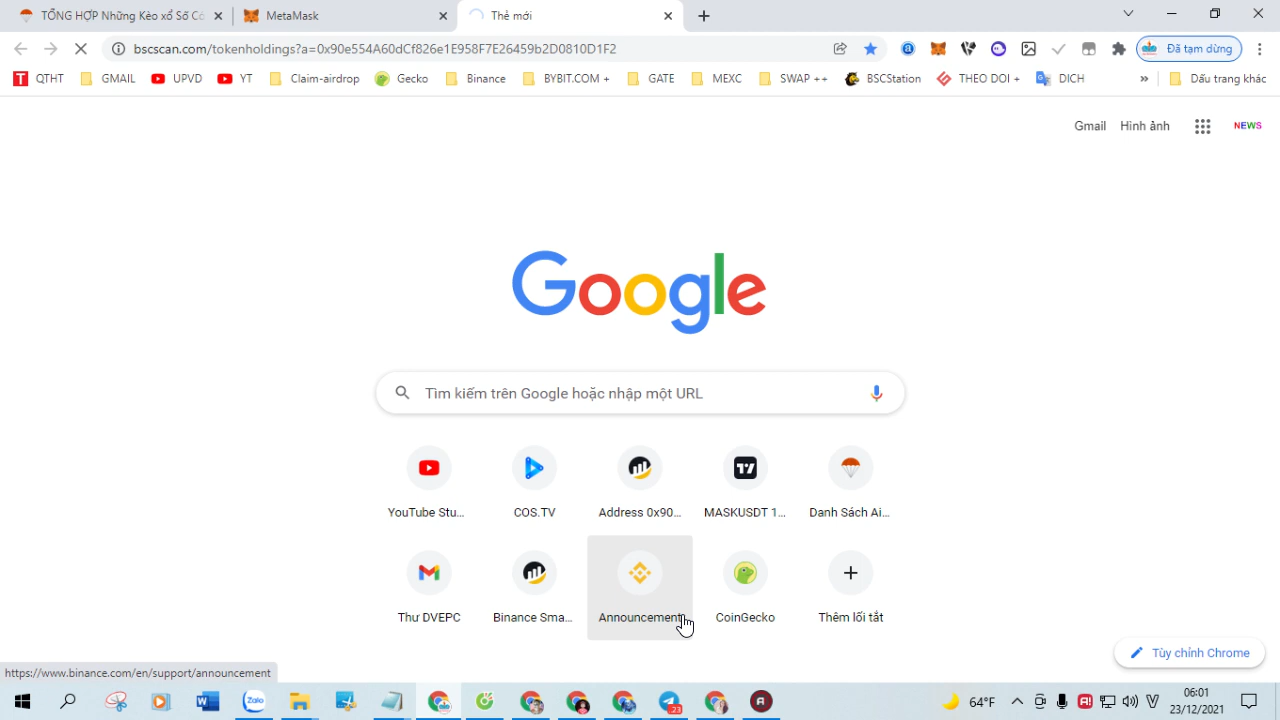 TỔNG HỢP Những Kèo xổ Số Cc
MetaMask
Thẻ mới
bscscan.com/tokenholdings?a=0x90e554A60dCf826e1E958F7E26459b2D0810D1F2
Đã tạm dừng
QTHT
GMAIL
UPVD
YT
Claim-airdrop
Gecko
Binance
BYBIT.COM +
GATE
MEXC
SWAP ++
BSCStation
THEO DOI +
DICH
»
Dấu trang khác
Gmail
Hình ảnh
NEWS
Google
Tìm kiếm trên Google hoặc nhập một URL
YouTube Stu...
COS.TV
Address 0x90...
MASKUSDT 1...
Danh Sách Ai...
Thư DVEPC
Binance Sma...
Announcement
CoinGecko
Thêm lối tắt
Tùy chỉnh Chrome
https://www.binance.com/en/support/announcement
Zalo
23
64°F
06:01
23/12/2021